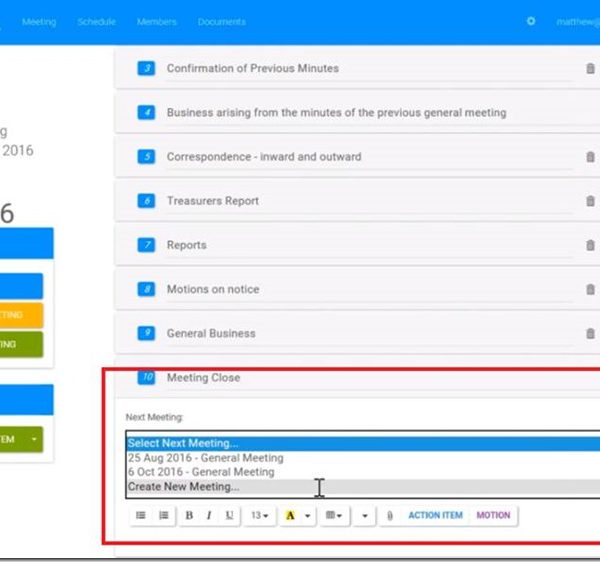 Meeting Schedule Members Documents matthew@
3 Confirmation of Previous Minutes
4 Business arising from the minutes of the previous general meeting
5 Correspondence - inward and outward
6 Treasurers Report
7 Reports
8 Motions on notice
9 General Business
10 Meeting Close
g
2016
6
TING
ING
EM
Next Meeting:
Select Next Meeting...
25 Aug 2016 - General Meeting
6 Oct 2016 - General Meeting
Create New Meeting...
B I U 13 A ACTION ITEM MOTION